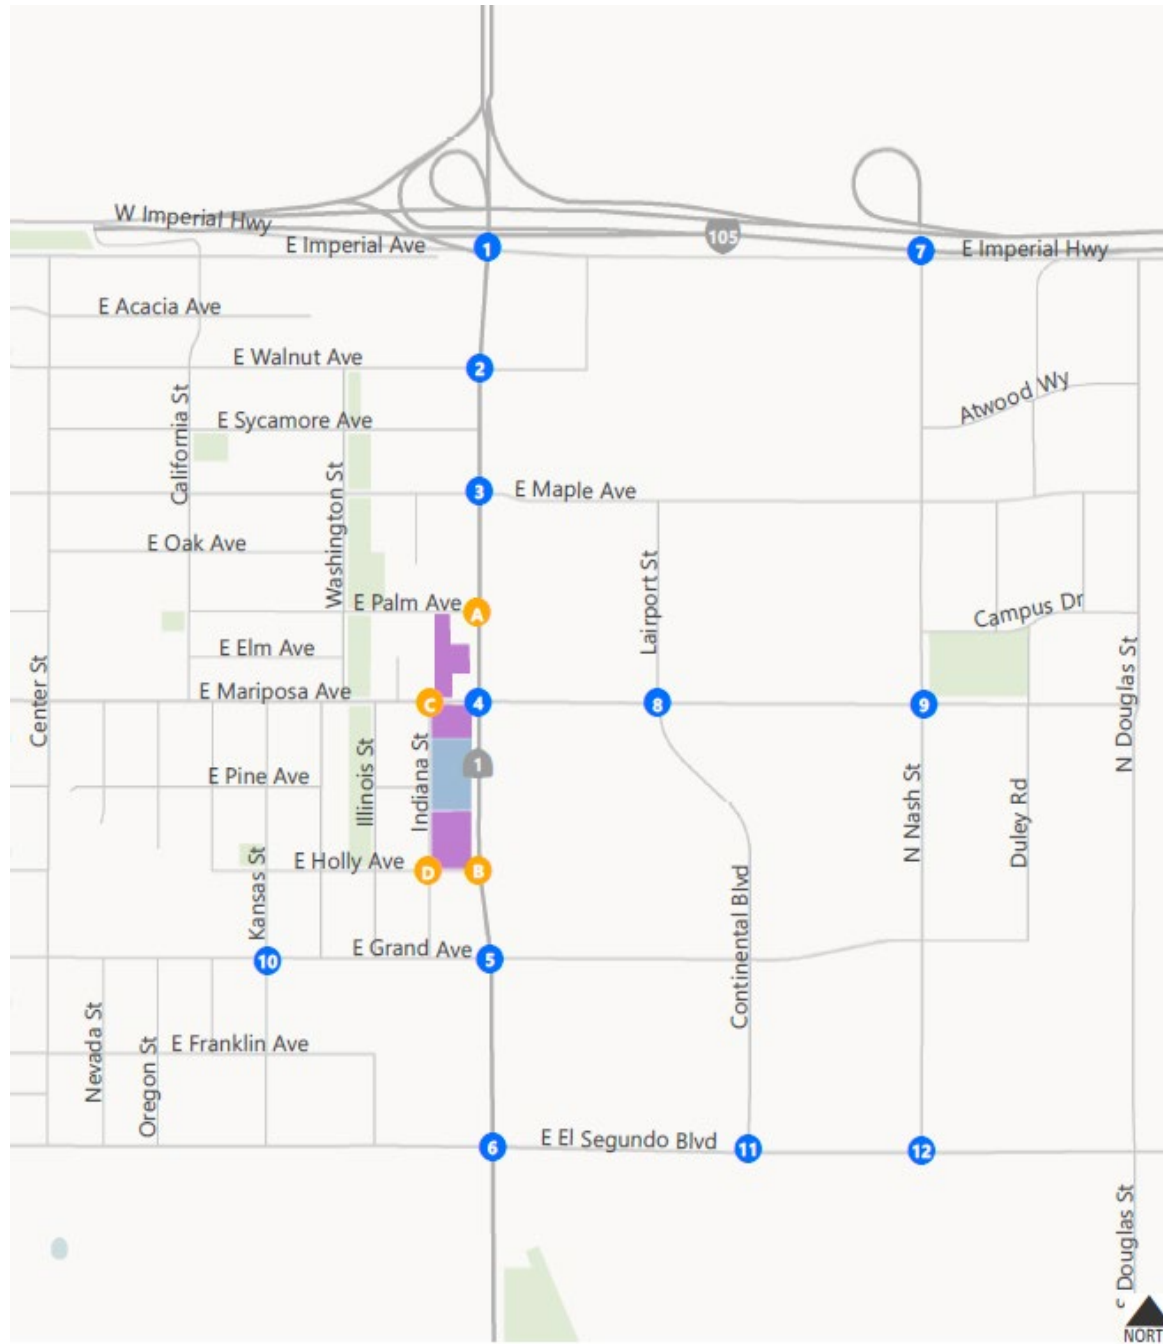 W Imperial Hwy
E Imperial Ave
1
105
7
E Imperial Hwy
E Acacia Ave
E Walnut Ave
2
California St
E Sycamore Ave
Atwood Wy
Washington St
3
E Maple Ave
E Oak Ave
Lairport St
E Palm Ave
A
Campus Dr
E Elm Ave
Center St
E Mariposa Ave
C
4
8
9
N Douglas St
Illinois St
Indiana St
1
E Pine Ave
N Nash St
Duley Rd
Kansas St
E Holly Ave
D
B
Continental Blvd
E Grand Ave
10
5
Nevada St
Oregon St
E Franklin Ave
6
E El Segundo Blvd
11
12
S Douglas St
NORT